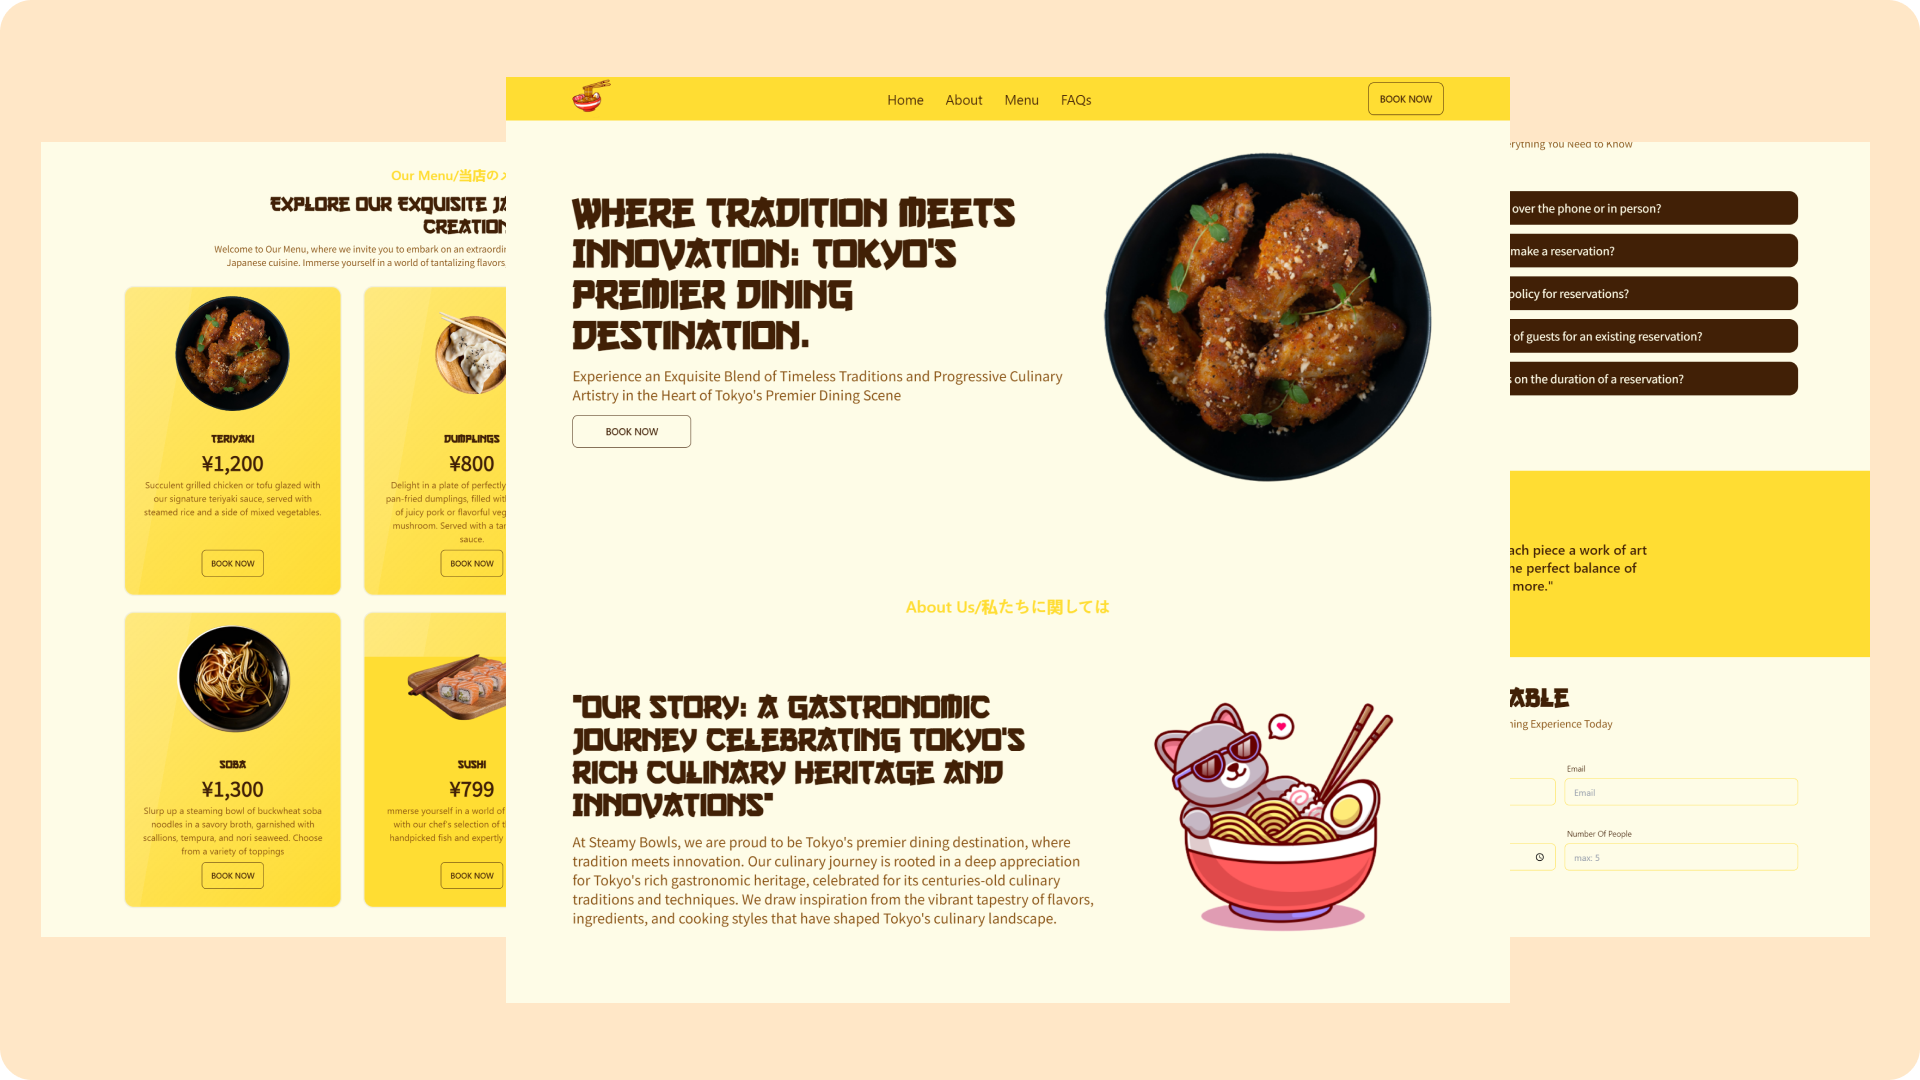 Home About Menu FAQs
BOOK NOW
WHERE TRADITION MEETS
INNOVATION: TOKYO'S
PREMIER DINING
DESTINATION.
Experience an Exquisite Blend of Timeless Traditions and Progressive Culinary
Artistry in the Heart of Tokyo's Premier Dining Scene
BOOK NOW
About Us/私たちに関しては
"OUR STORY: A GASTRONOMIC
JOURNEY CELEBRATING TOKYO'S
RICH CULINARY HERITAGE AND
INNOVATIONS"
At Steamy Bowls, we are proud to be Tokyo's premier dining destination, where
tradition meets innovation. Our culinary journey is rooted in a deep appreciation
for Tokyo's rich gastronomic heritage, celebrated for its centuries-old culinary
traditions and techniques. We draw inspiration from the vibrant tapestry of flavors,
ingredients, and cooking styles that have shaped Tokyo's culinary landscape.
Our Menu/当店の
EXPLORE OUR EXQUISITE
CREATION
Welcome to Our Menu, where we invite you to embark on an
Japanese cuisine. Immerse yourself in a world of tantalizing flavors,
TERIYAKI
¥1,200
Succulent grilled chicken or tofu glazed with
our signature teriyaki sauce, served with
steamed rice and a side of mixed vegetables.
BOOK NOW
DUMPLINGS
¥800
Delight in a plate of perfectly
pan-fried dumplings, filled
of juicy pork or flavorful
mushroom. Served with a
sauce.
BOOK NOW
SOBA
¥1,300
Slurp up a steaming bowl of buckwheat soba
noodles in a savory broth, garnished with
scallions, tempura, and nori seaweed. Choose
from a variety of toppings
BOOK NOW
SUSHI
¥799
mmerse yourself in a world of
with our chef's selection of
handpicked fish and expertly
BOOK NOW
erything You Need to Know
over the phone or in person?
make a reservation?
policy for reservations?
of guests for an existing reservation?
on the duration of a reservation?
ach piece a work of art
he perfect balance of
more."
ABLE
ning Experience Today
Email
Email
Number Of People
max: 5